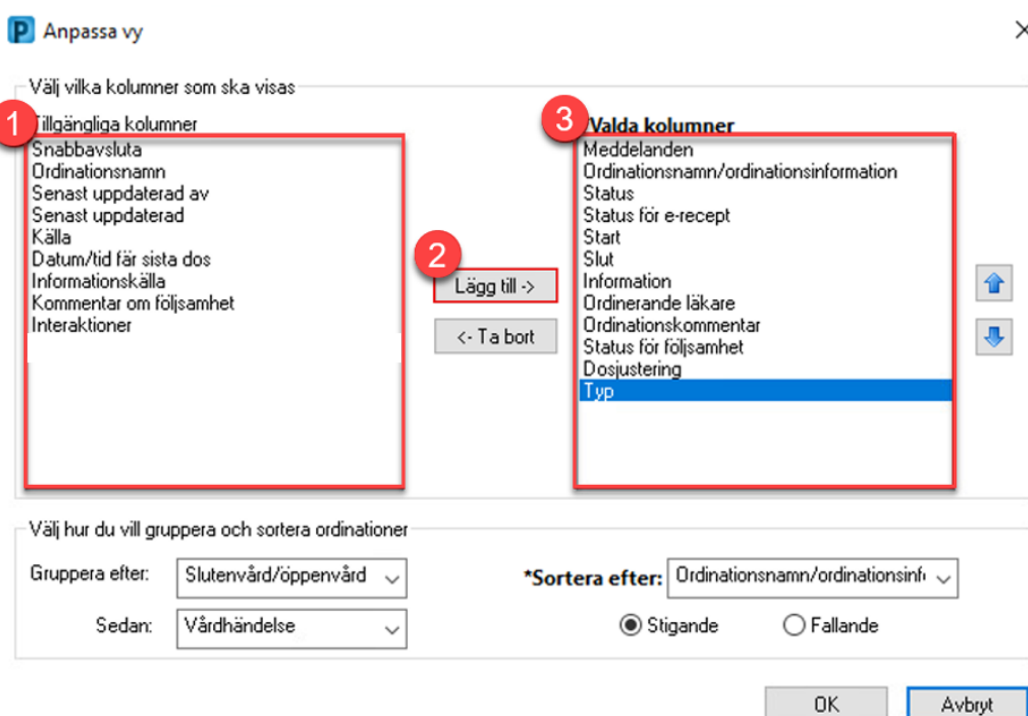 P Anpassa vy
Välj vilka kolumner som ska visas
1 Tillgängliga kolumner
Snabbavsluta
Ordinationsnamn
Senast uppdaterad av
Senast uppdaterad
Källa
Datum/tid fär sista dos
Informationskälla
Kommentar om följsamhet
Interaktioner
2
Lägg till ->
<- Ta bort
3 *Valda kolumner
Meddelanden
Ordinationsnamn/ordinationsinformation
Status
Status för e-recept
Start
Slut
Information
Ordinerande läkare
Ordinationskommentar
Status för följsamhet
Dosjustering
Typ
Välj hur du vill gruppera och sortera ordinationer
Gruppera efter: Slutenvård/öppenvård
Sedan: Vårdhändelse
*Sortera efter: Ordinationsnamn/ordinationsinf
Stigande Fallande
OK Avbryt